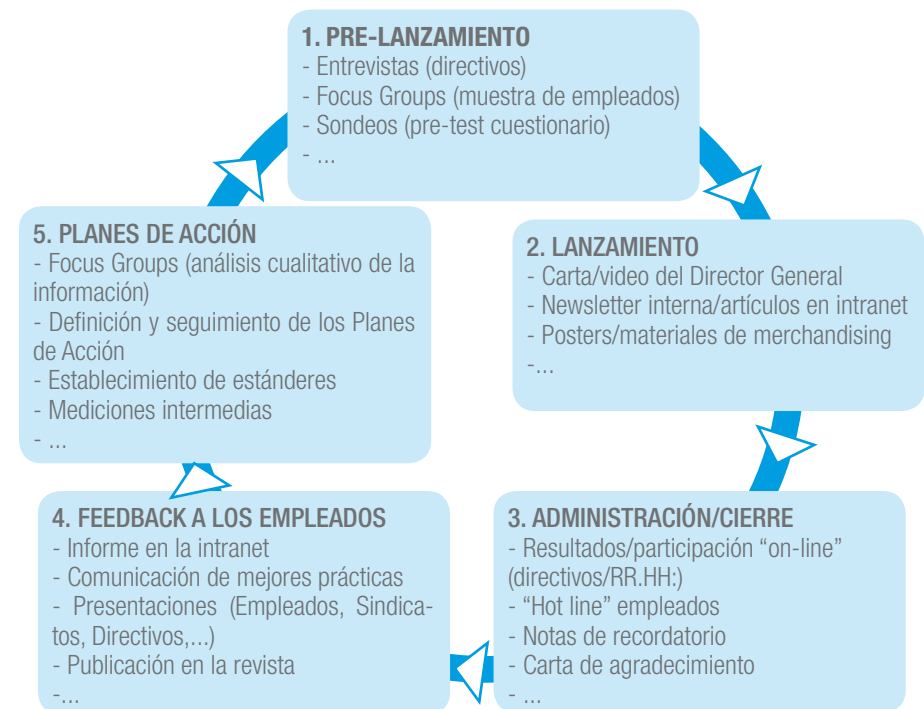 1. PRE-LANZAMIENTO
- Entrevistas (directivos)
- Focus Groups (muestra de empleados)
- Sondeos (pre-test cuestionario)
- ...
2. LANZAMIENTO
- Carta/video del Director General
- Newsletter interna/artículos en intranet
- Posters/materiales de merchandising
-...
3. ADMINISTRACIÓN/CIERRE
- Resultados/participación “on-line”
(directivos/RR.HH:)
- “Hot line” empleados
- Notas de recordatorio
- Carta de agradecimiento
- ...
4. FEEDBACK A LOS EMPLEADOS
- Informe en la intranet
- Comunicación de mejores prácticas
- Presentaciones (Empleados, Sindica-
tos, Directivos,...)
- Publicación en la revista
-...
5. PLANES DE ACCIÓN
- Focus Groups (análisis cualitativo de la
información)
- Definición y seguimiento de los Planes
de Acción
- Establecimiento de estánderes
- Mediciones intermedias
- ...